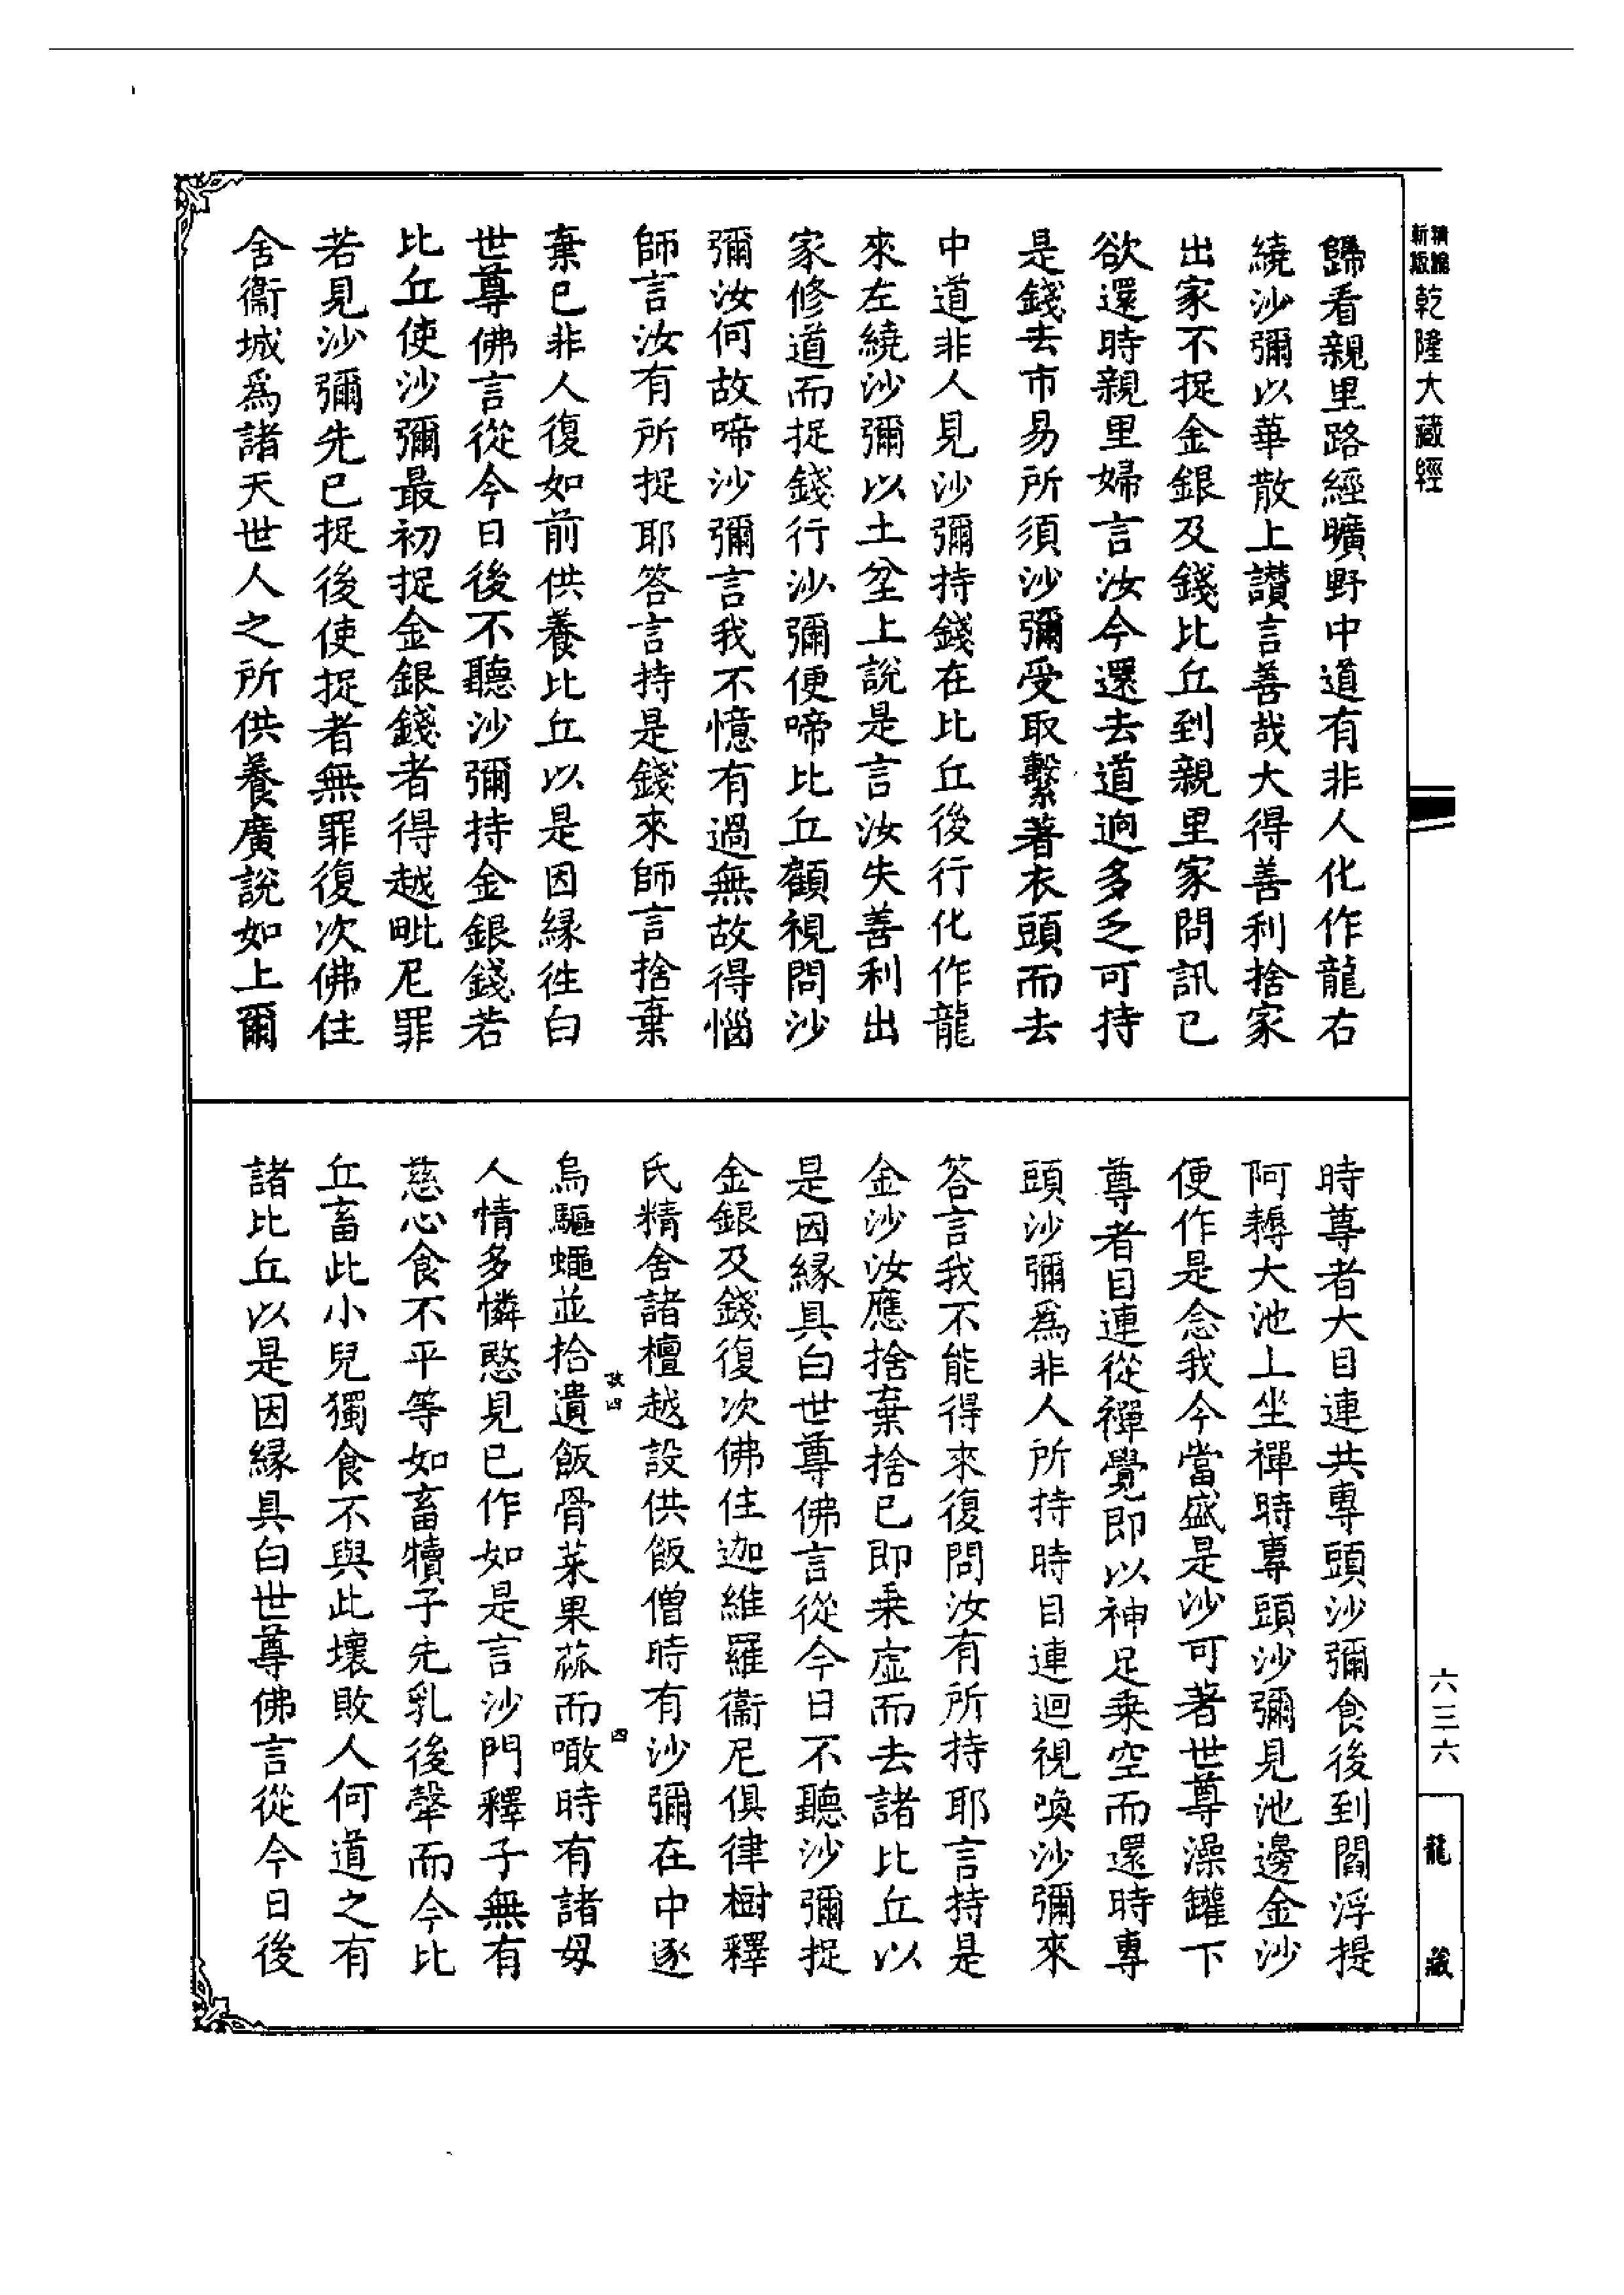 精編
新版
乾隆大藏經
歸看親里路經曠野中道有非人化作龍右
繞沙彌以華散上讃言善哉大得善利捨家
出家不捉金銀及錢比丘到親里家問訊已
欲還時親里婦言汝今還去道迥多乏可持
是錢去市易所須沙彌受取繫著衣頭而去
中道非人見沙彌持錢在比丘後行化作龍
來左繞沙彌以土坌上說是言汝失善利出
家修道而捉錢行沙彌便啼比丘顧視問沙
彌汝何故啼沙彌言我不憶有過無故得惱
師言汝有所捉耶答言持是錢來師言捨棄
棄已非人復如前供養比丘以是因緣往白
世尊佛言從今日後不聽沙彌持金銀錢若
比丘使沙彌最初捉金銀錢者得越毗尼罪
若見沙彌先已捉後使捉者無罪復次佛住
舍衞城爲諸天世人之所供養廣說如上爾
時尊者大目連共專頭沙彌食後到閻浮提
阿耨大池上坐禪時專頭沙彌見池邊金沙
便作是念我今當盛是沙可著世尊澡罐下
尊者目連從禪覺即以神足乘空而還時專
頭沙彌爲非人所持時目連迴視喚沙彌來
答言我不能得來復問汝有所持耶言持是
金沙汝應捨棄捨已即乘虛而去諸比丘以
是因緣具白世尊佛言從今日不聽沙彌捉
金銀及錢復次佛住迦維羅衞尼俱律樹釋
氏精舍諸檀越設供飯僧時有沙彌在中逐
烏驅蠅並拾遺飯骨菜果蓏而噉時有諸母
人情多憐愍見已作如是言沙門釋子無有
慈心食不平等如畜犢子先乳後犖而今比
丘畜此小兒獨食不與此壞敗人何道之有
諸比丘以是因緣具白世尊佛言從今日後
四
四
六三六
龍藏